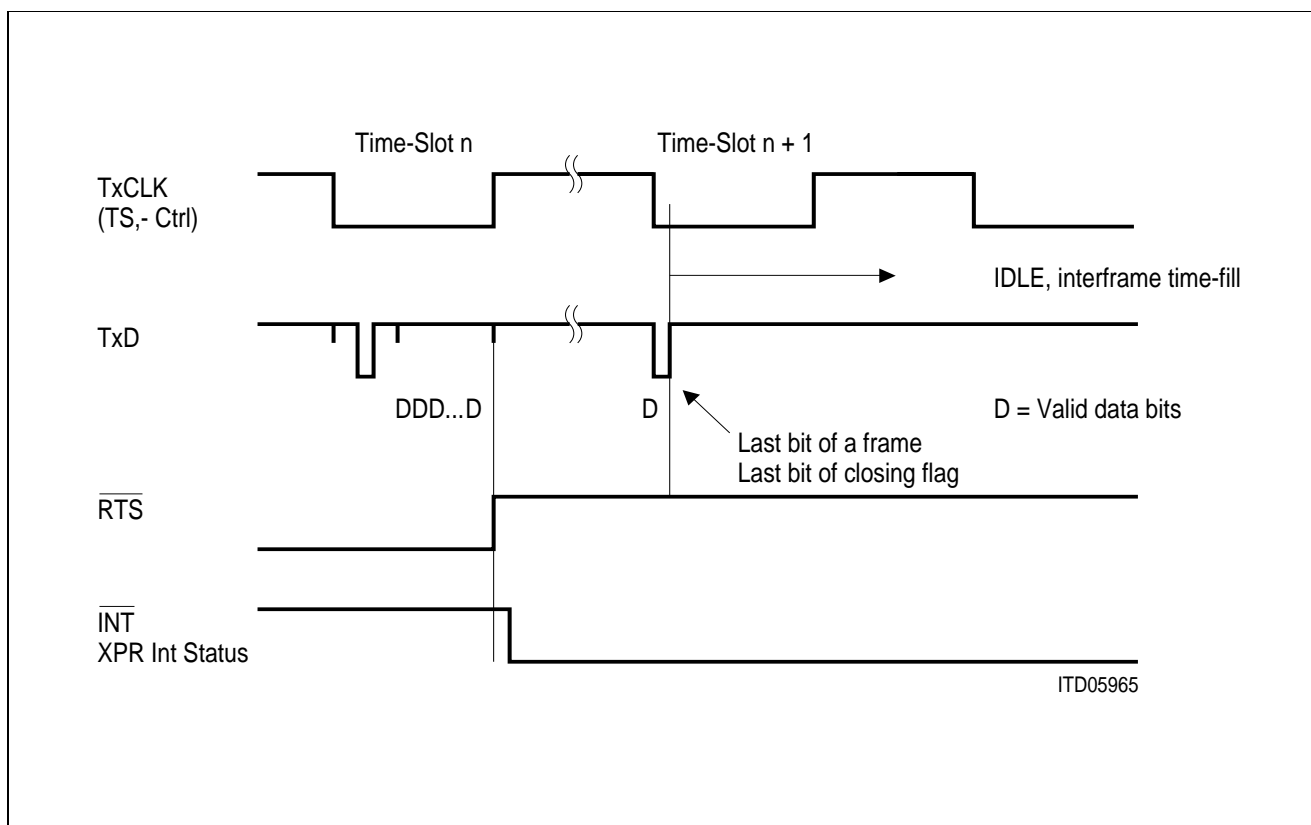 Time-Slot n
Time-Slot n + 1
TxCLK
(TS,- Ctrl)
IDLE, interframe time-fill
TxD
DDD...D
D
D = Valid data bits
Last bit of a frame
Last bit of closing flag
RTS
INT
XPR Int Status
ITD05965